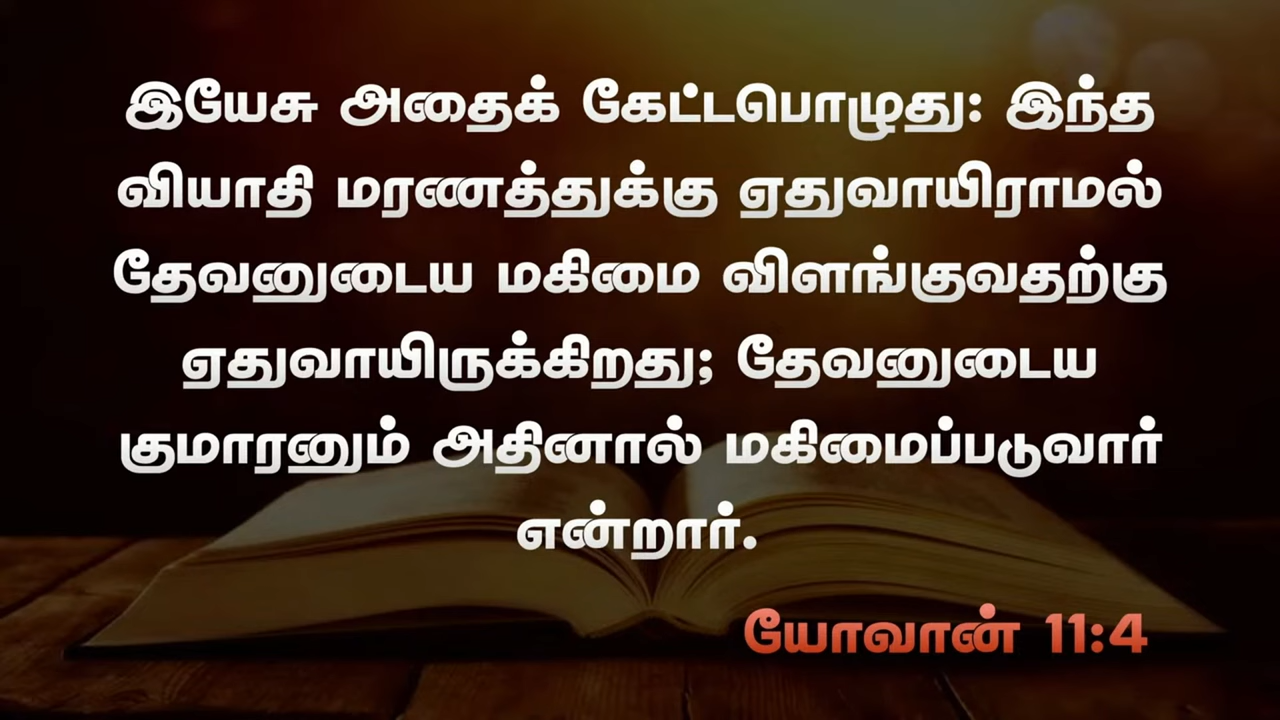 இயேசு அதைக் கேட்டபொழுது: இந்த
வியாதி மரணத்துக்கு ஏதுவாயிராமல்
தேவனுடைய மகிமை விளங்குவதற்கு
ஏதுவாயிருக்கிறது; தேவனுடைய
குமாரனும் அதினால் மகிமைப்படுவார்
என்றார்.
யோவான் 11:4